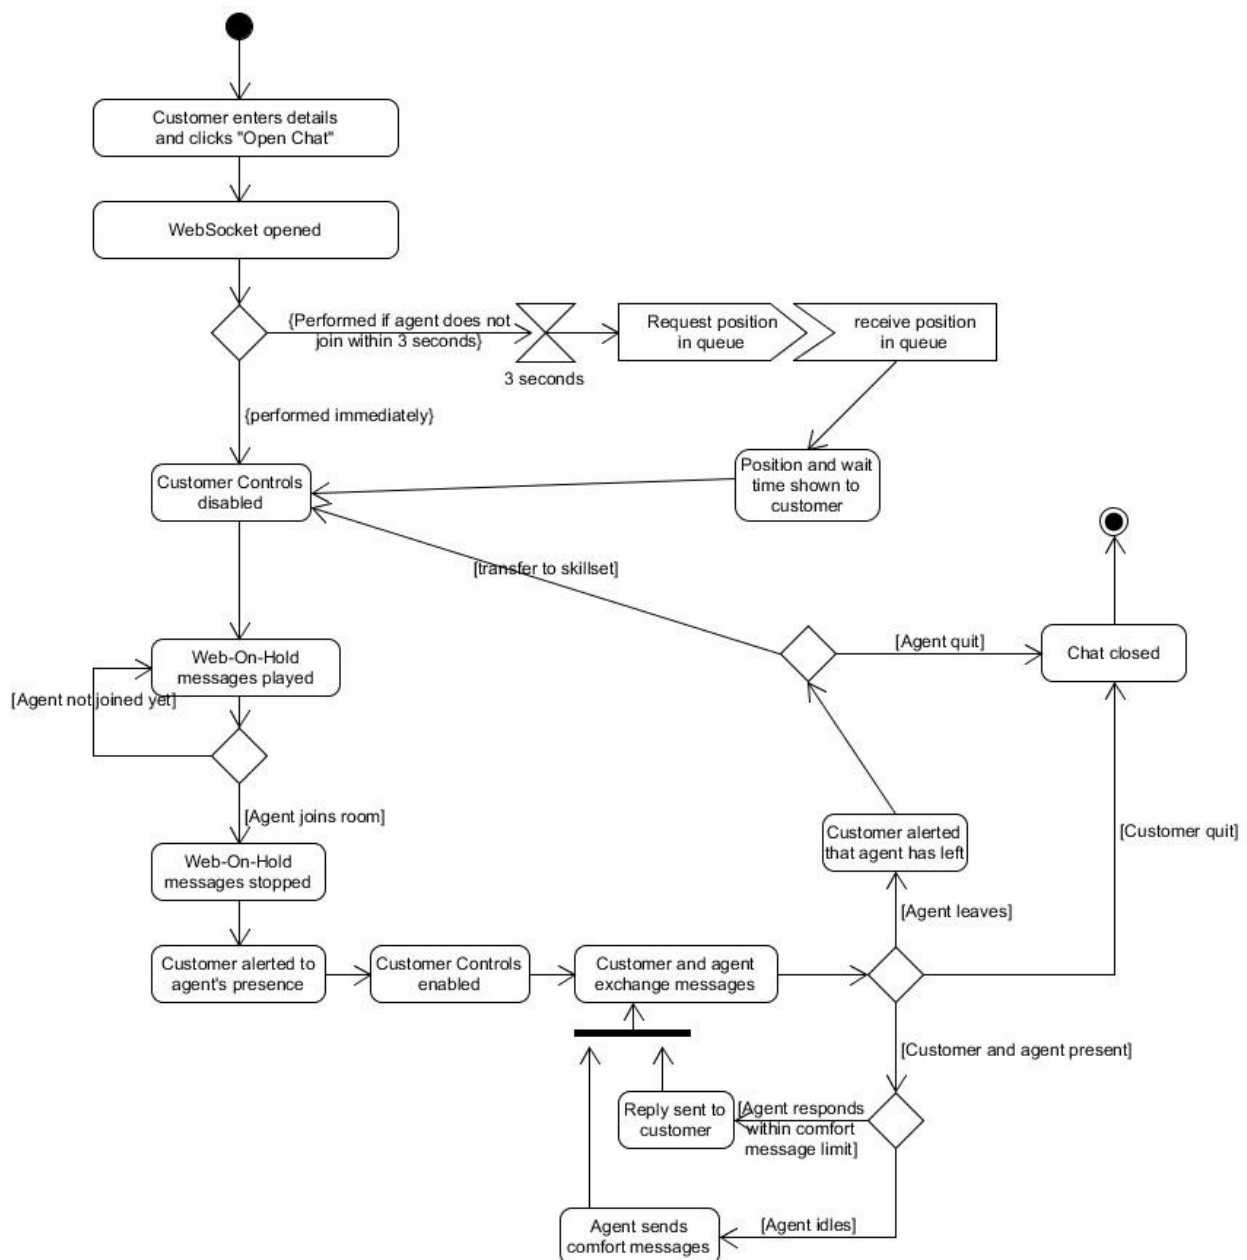 Customer enters details
and clicks "Open Chat"
WebSocket opened
{Performed if agent does not
join within 3 seconds}
3 seconds
Request position
in queue
receive position
in queue
{performed immediately}
Customer Controls
disabled
Position and wait
time shown to
customer
[transfer to skillset]
[Agent quit]
Chat closed
Web-On-Hold
messages played
[Agent not joined yet]
[Agent joins room]
Web-On-Hold
messages stopped
Customer alerted
that agent has left
[Customer quit]
[Agent leaves]
Customer alerted to
agent's presence
Customer Controls
enabled
Customer and agent
exchange messages
[Customer and agent present]
Reply sent to
customer
[Agent responds
within comfort
message limit]
Agent sends
comfort messages
[Agent idles]